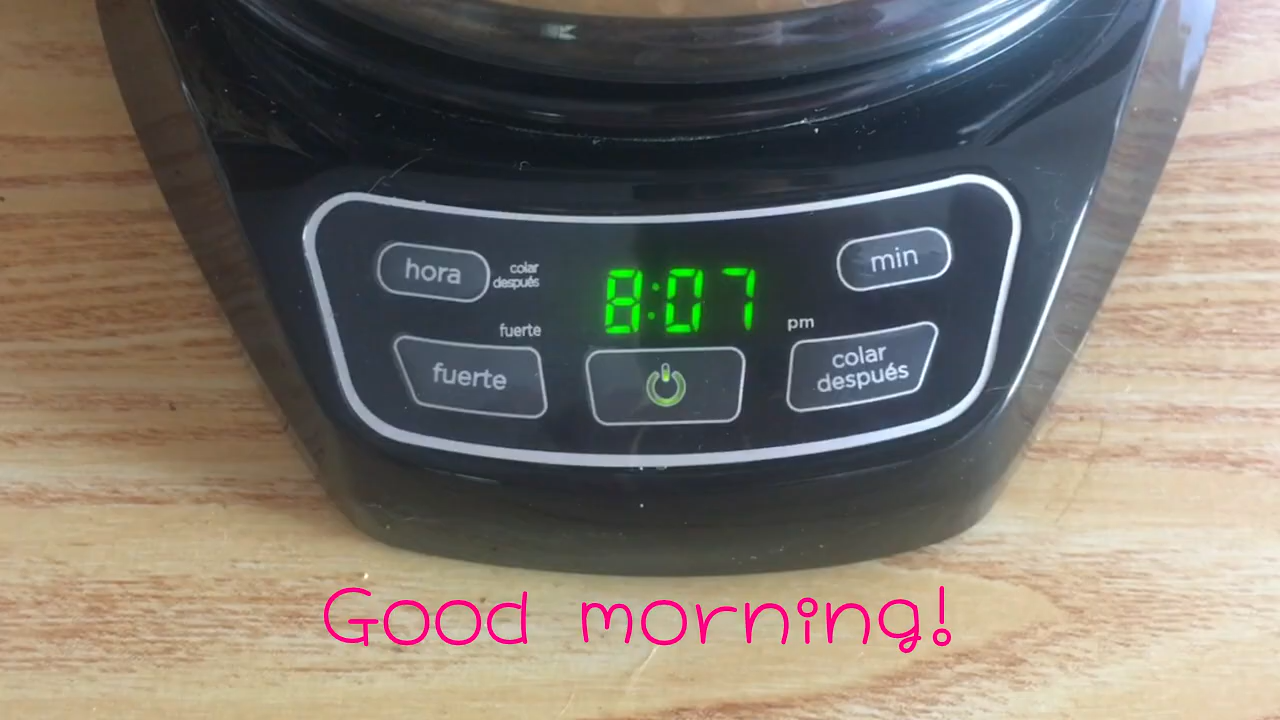 hora
colar
después
8:07
min
fuerte
pm
fuerte
colar
después
Good morning!